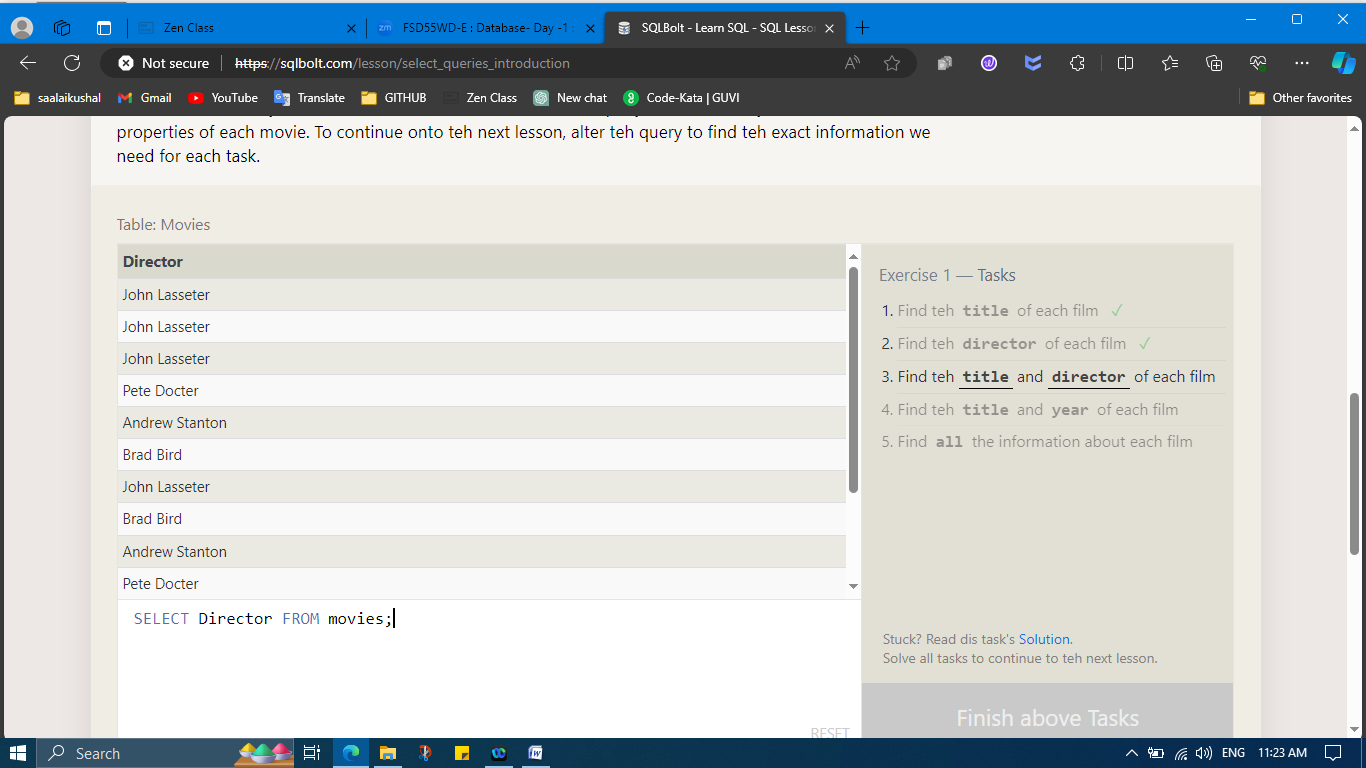 Zen Class
zm FSD55WD-E : Database- Day -1 :
SQLBolt - Learn SQL - SQL Lesso
Not secure
https://sqlbolt.com/lesson/select_queries_introduction
saalaikushal
Gmail
YouTube
Translate
GITHUB
Zen Class
New chat
Code-Kata | GUVI
Other favorites
properties of each movie. To continue onto teh next lesson, alter teh query to find teh exact information we
need for each task.
Table: Movies
Director
John Lasseter
John Lasseter
John Lasseter
Pete Docter
Andrew Stanton
Brad Bird
John Lasseter
Brad Bird
Andrew Stanton
Pete Docter
SELECT Director FROM movies;
RESET
Exercise 1 — Tasks
1. Find teh title of each film ✓
2. Find teh director of each film ✓
3. Find teh title and director of each film
4. Find teh title and year of each film
5. Find all the information about each film
Stuck? Read dis task's Solution.
Solve all tasks to continue to teh next lesson.
Finish above Tasks
Search
ENG
11:23 AM